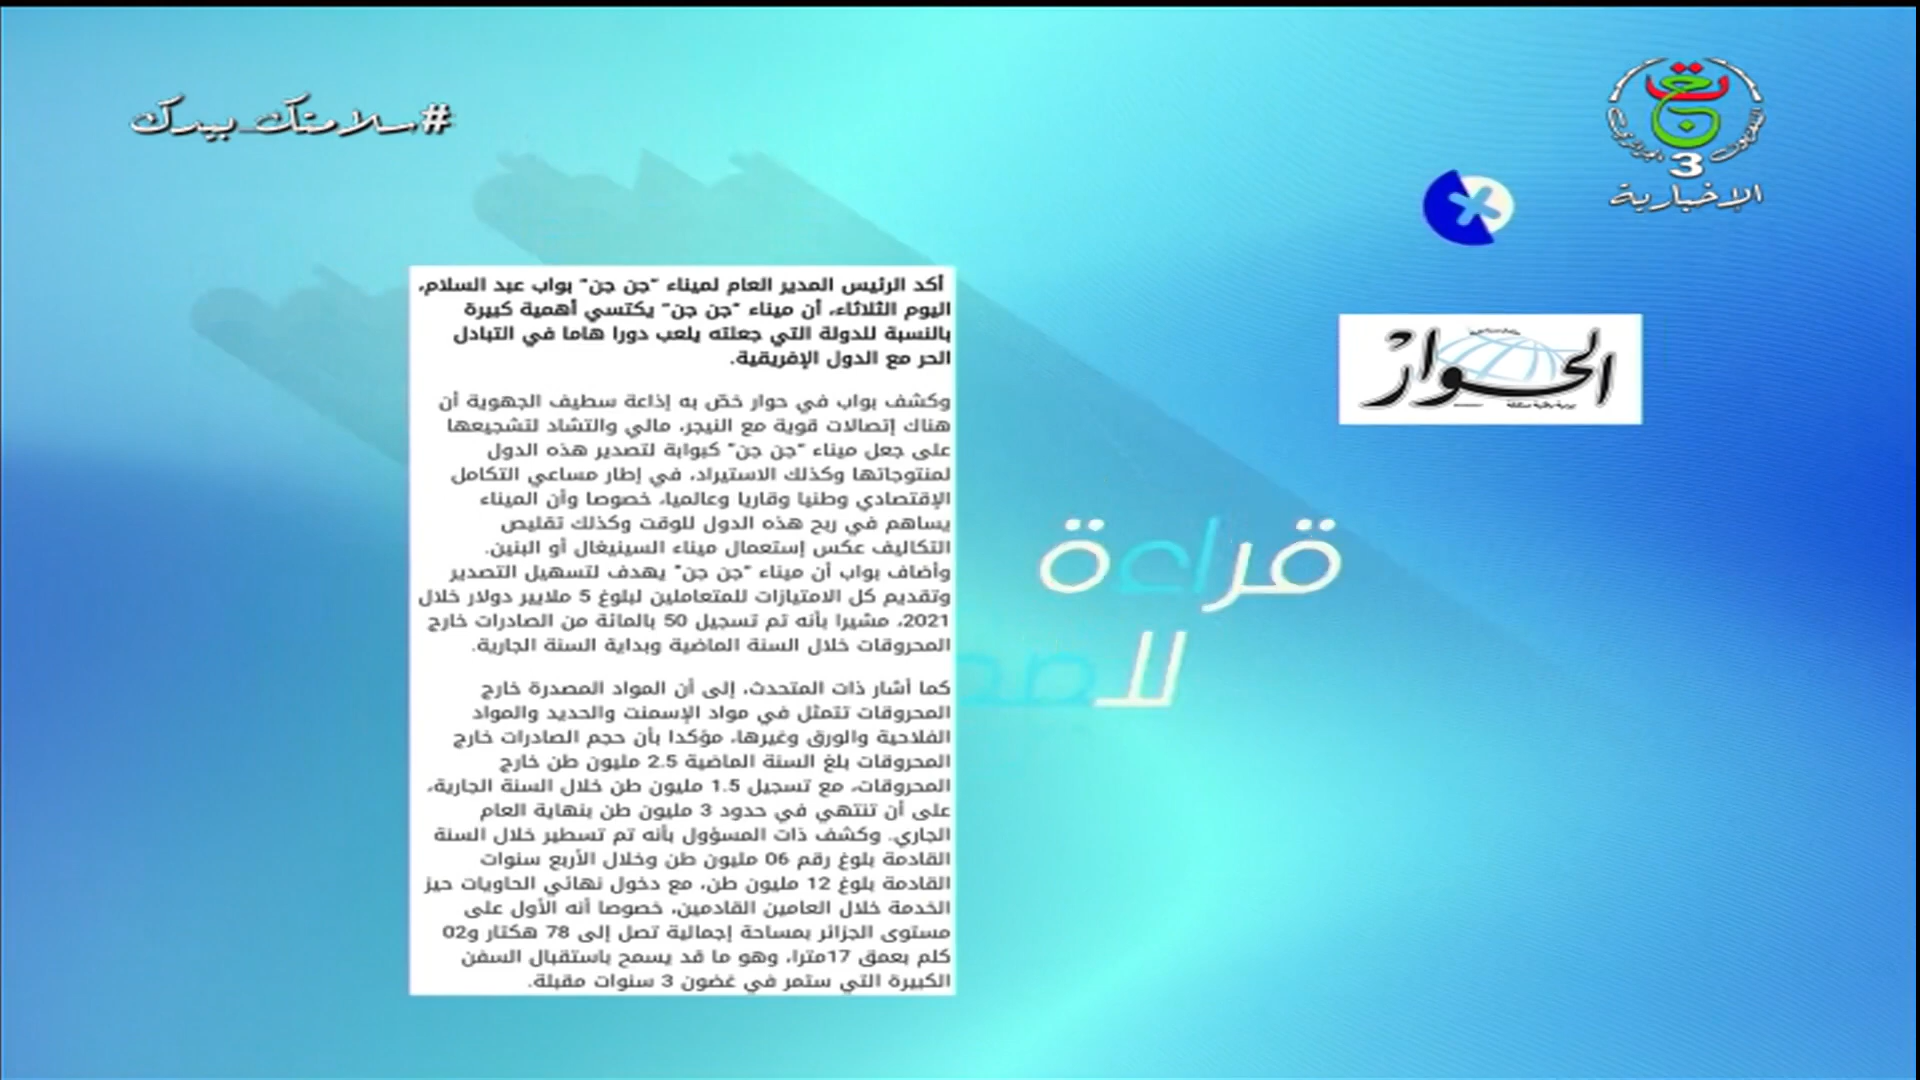 #سلامتك_بيدك
3
الإخبارية
الحوار
قراءة
أكد الرئيس المدير العام لميناء "جن جن" بواب عبد السلام،
اليوم الثلاثاء، أن ميناء "جن جن" يكتسي أهمية كبيرة
بالنسبة للدولة التي جعلته يلعب دورا هاما في التبادل
الحر مع الدول الإفريقية.
وكشف بواب في حوار خصّ به إذاعة سطيف الجهوية أن
هناك إتصالات قوية مع النيجر، مالي والتشاد لتشجيعها
على جعل ميناء "جن جن" كبوابة لتصدير هذه الدول
لمنتوجاتها وكذلك الاستيراد، في إطار مساعي التكامل
الإقتصادي وطنيا وقاريا وعالميا، خصوصا وأن الميناء
يساهم في ربح هذه الدول للوقت وكذلك تقليص
التكاليف عكس إستعمال ميناء السينيغال أو البنين.
وأضاف بواب أن ميناء "جن جن" يهدف لتسهيل التصدير
وتقديم كل الامتيازات للمتعاملين لبلوغ 5 ملايير دولار خلال
2021، مشيرا بأنه تم تسجيل 50 بالمائة من الصادرات خارج
المحروقات خلال السنة الماضية وبداية السنة الجارية.
كما أشار ذات المتحدث، إلى أن المواد المصدرة خارج
المحروقات تتمثل في مواد الإسمنت والحديد والمواد
الفلاحية والورق وغيرها، مؤكدا بأن حجم الصادرات خارج
المحروقات بلغ السنة الماضية 2.5 مليون طن خارج
المحروقات، مع تسجيل 1.5 مليون طن خلال السنة الجارية،
على أن تنتهي في حدود 3 مليون طن بنهاية العام
الجاري. وكشف ذات المسؤول بأنه تم تسطير خلال السنة
القادمة بلوغ رقم 06 مليون طن وخلال الأربع سنوات
القادمة بلوغ 12 مليون طن، مع دخول نهائي الحاويات حيز
الخدمة خلال العامين القادمين، خصوصا أنه الأول على
مستوى الجزائر بمساحة إجمالية تصل إلى 78 هكتار و02
كلم بعمق 17مترا، وهو ما قد يسمح باستقبال السفن
الكبيرة التي ستمر في غضون 3 سنوات مقبلة.